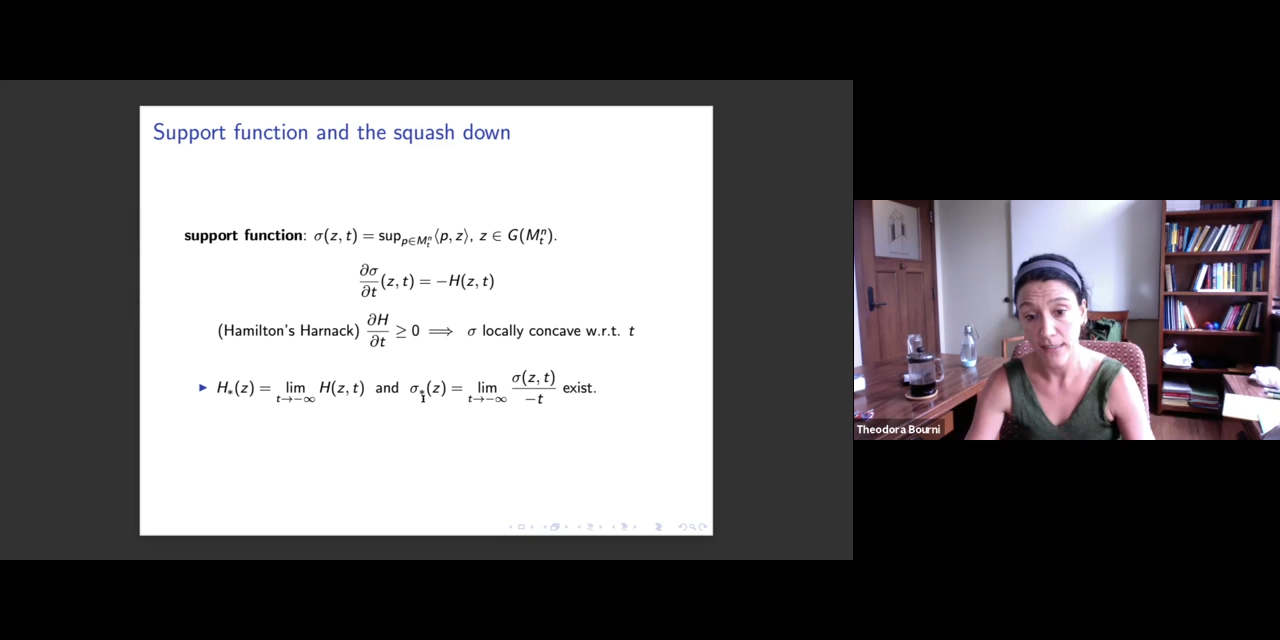 Support function and the squash down
support function: σ(z, t) = sup_{p∈M_t^n}⟨p, z⟩, z ∈ G(M_t^n).
∂σ/∂t (z, t) = −H(z, t)
(Hamilton's Harnack) ∂H/∂t ≥ 0 ⟹ σ locally concave w.r.t. t
▶ H_*(z) = lim_{t→−∞} H(z, t) and σ_*(z) = lim_{t→−∞} σ(z, t)/−t exist.
Theodora Bourni